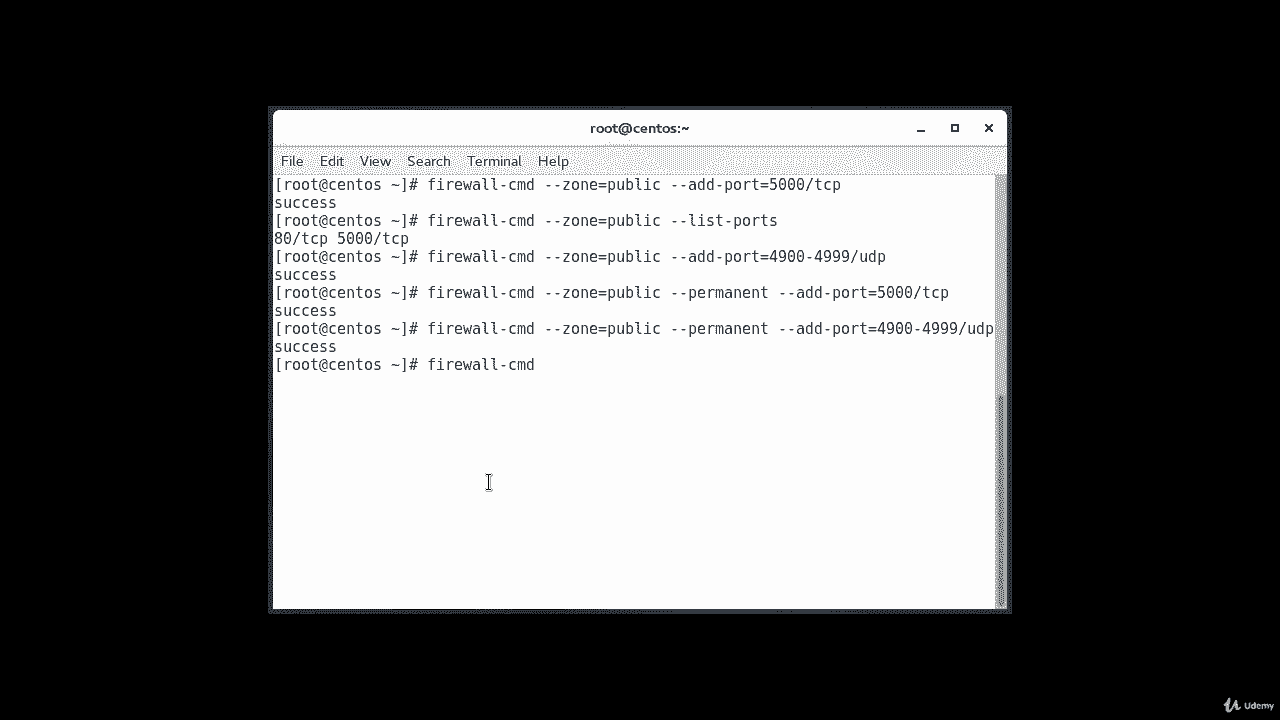 root@centos:~
File Edit View Search Terminal Help
[root@centos ~]# firewall-cmd --zone=public --add-port=5000/tcp
success
[root@centos ~]# firewall-cmd --zone=public --list-ports
80/tcp 5000/tcp
[root@centos ~]# firewall-cmd --zone=public --add-port=4900-4999/udp
success
[root@centos ~]# firewall-cmd --zone=public --permanent --add-port=5000/tcp
success
[root@centos ~]# firewall-cmd --zone=public --permanent --add-port=4900-4999/udp
success
[root@centos ~]# firewall-cmd
Udemy